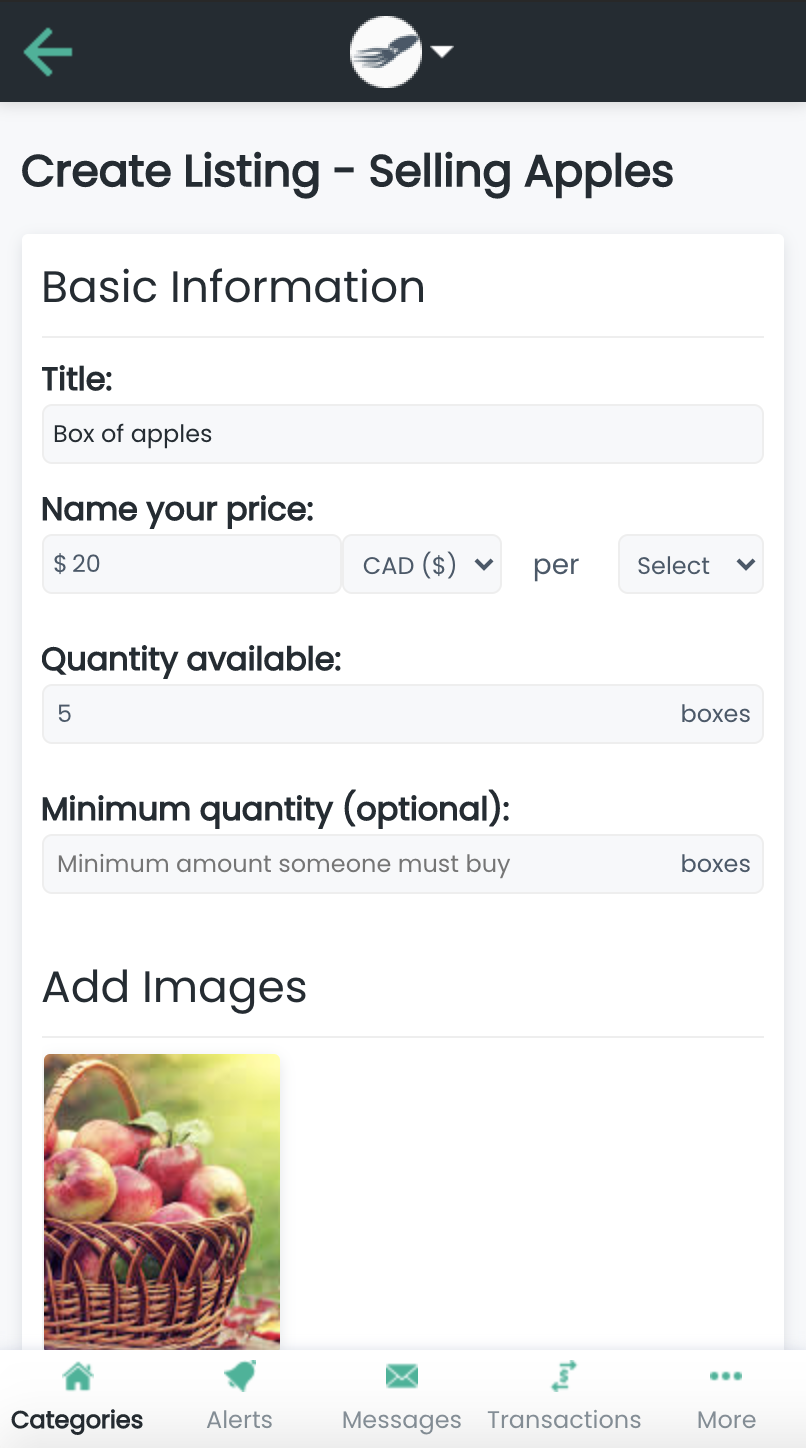 Create Listing - Selling Apples
Basic Information
Title:
Box of apples
Name your price:
$ 20 CAD ($) per Select
Quantity available:
5 boxes
Minimum quantity (optional):
Minimum amount someone must buy boxes
Add Images
Categories Alerts Messages Transactions More